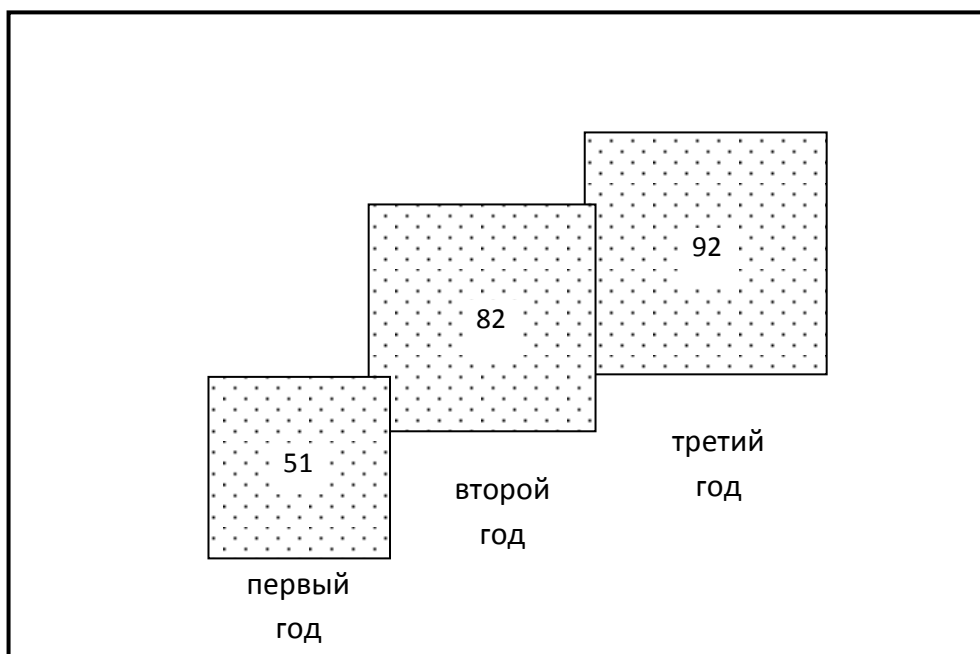 92
82
51
третий
год
второй
год
первый
год